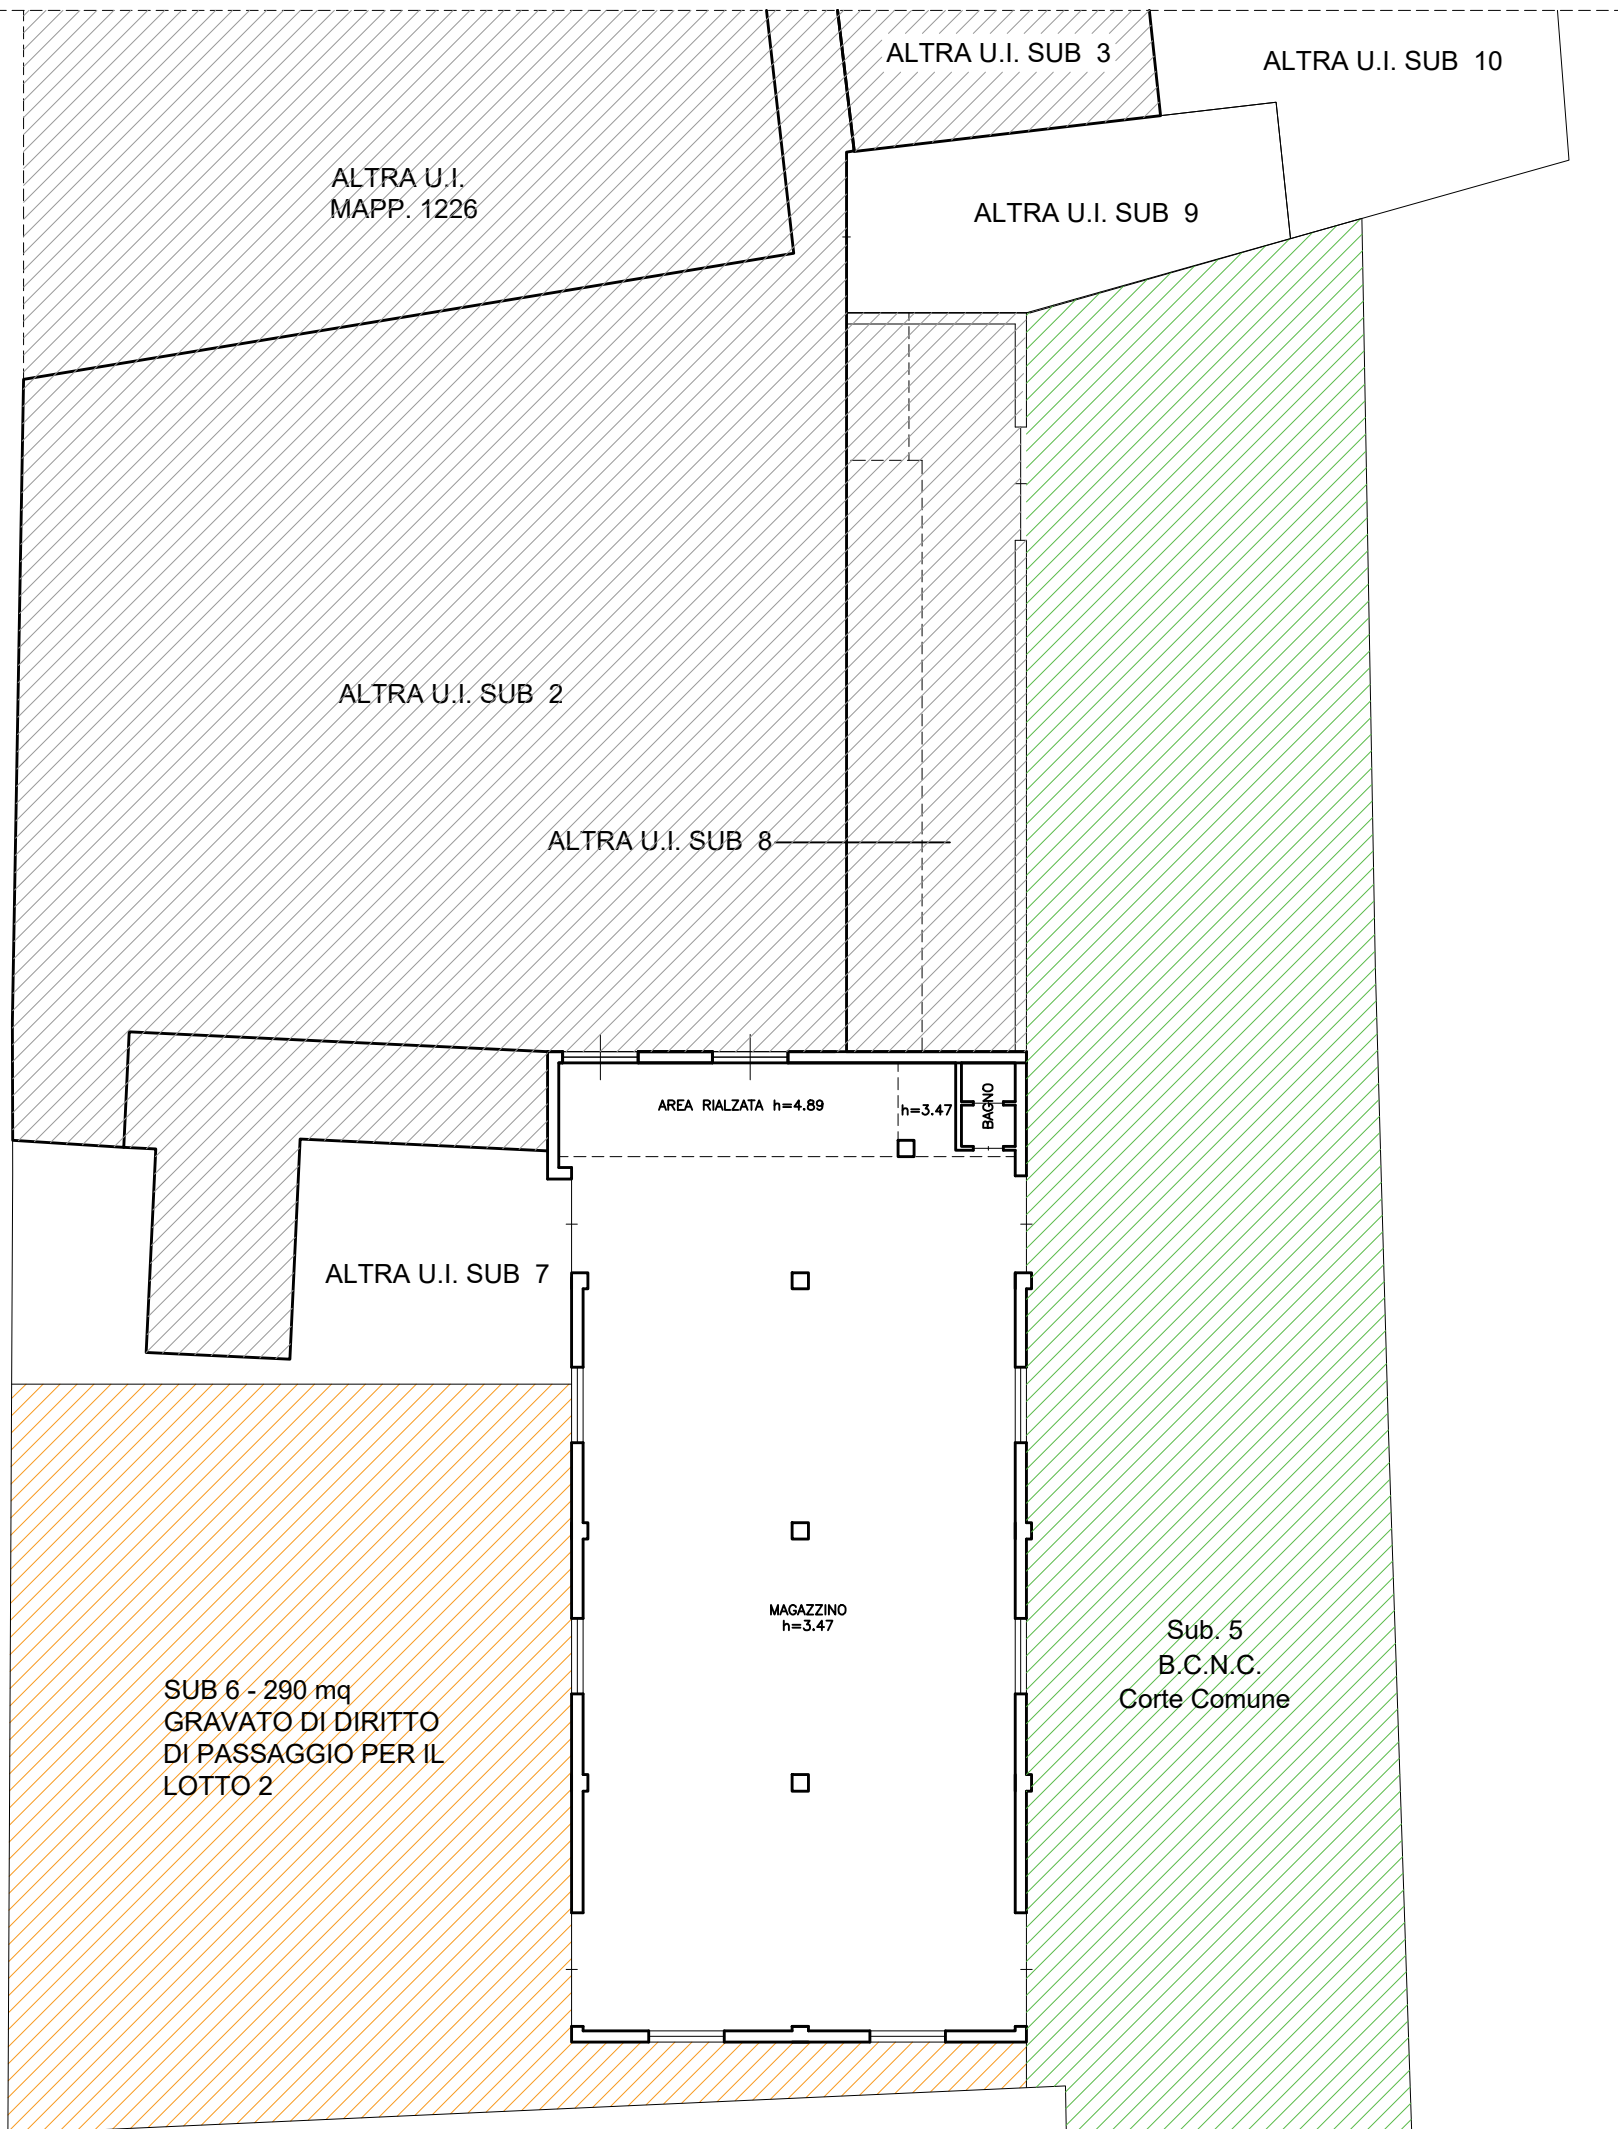 ALTRA U.I. SUB 3
ALTRA U.I. SUB 10
ALTRA U.I.
MAPP. 1226
ALTRA U.I. SUB 9
ALTRA U.I. SUB 2
ALTRA U.I. SUB 8
AREA RIALZATA h=4.89
h=3.47
BAGNO
ALTRA U.I. SUB 7
MAGAZZINO
h=3.47
Sub. 5
B.C.N.C.
Corte Comune
SUB 6 - 290 mq
GRAVATO DI DIRITTO
DI PASSAGGIO PER IL
LOTTO 2